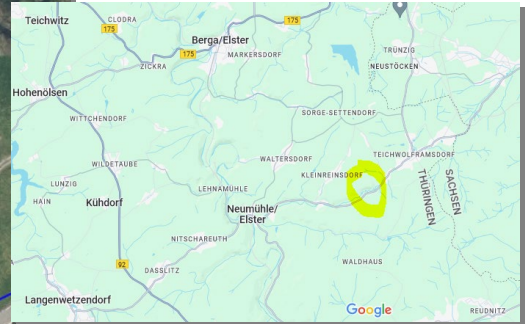 Teichwitz
CLODRA
175
175
Berga/Elster
175
MARKERSDORF
ZICKRA
TRÜNZIG
NEUSTÖCKEN
Hohenölsen
WITTCHENDORF
SORGE-SETTENDORF
WALTERSDORF
TEICHWOLFRAMSDORF
WILDETAUBE
KLEINREINSDORF
LUNZIG
LEHNAMÜHLE
HAIN
Kühdorf
Neumühle/
Elster
THÜRINGEN
SACHSEN
NITSCHAREUTH
92
DASSLITZ
WALDHAUS
Langenwetzendorf
Google
REUDNITZ